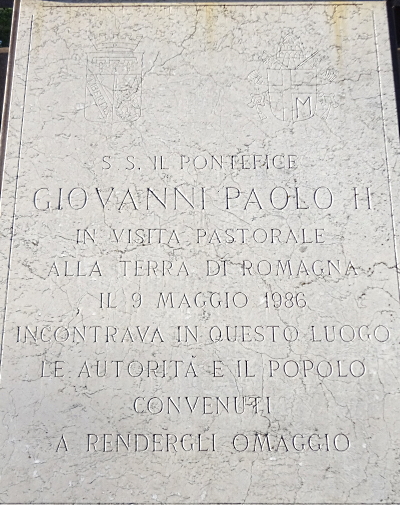 M
S S. IL PONTEFICE
GIOVANNI PAOLO II
IN VISITA PASTORALE
ALLA TERRA DI ROMAGNA
IL 9 MAGGIO 1986
INCONTRAVA IN QUESTO LUOGO
LE AUTORITÀ E IL POPOLO
CONVENUTI
A RENDERGLI OMAGGIO